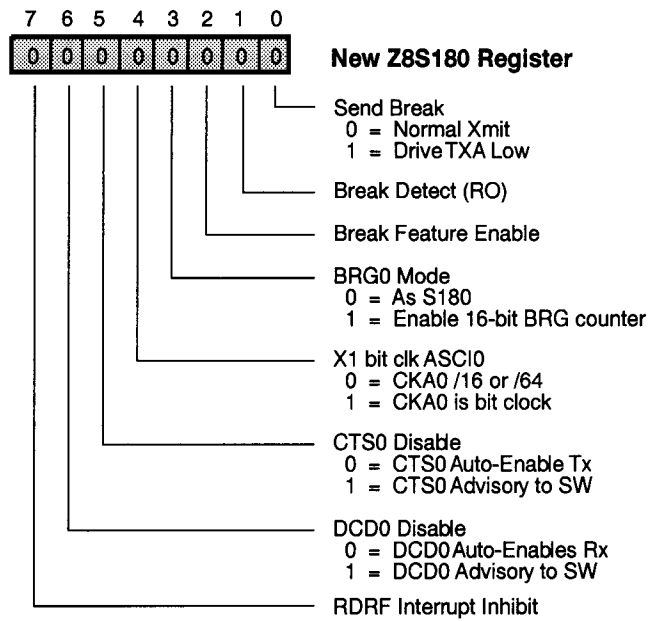 7 6 5 4 3 2 1 0
0 0 0 0 0 0 0 0
New Z8S180 Register
Send Break
0 = Normal Xmit
1 = Drive TXA Low
Break Detect (RO)
Break Feature Enable
BRG0 Mode
0 = As S180
1 = Enable 16-bit BRG counter
X1 bit clk ASCI0
0 = CKA0 /16 or /64
1 = CKA0 is bit clock
CTS0 Disable
0 = CTS0 Auto-Enable Tx
1 = CTS0 Advisory to SW
DCD0 Disable
0 = DCD0 Auto-Enables Rx
1 = DCD0 Advisory to SW
RDRF Interrupt Inhibit